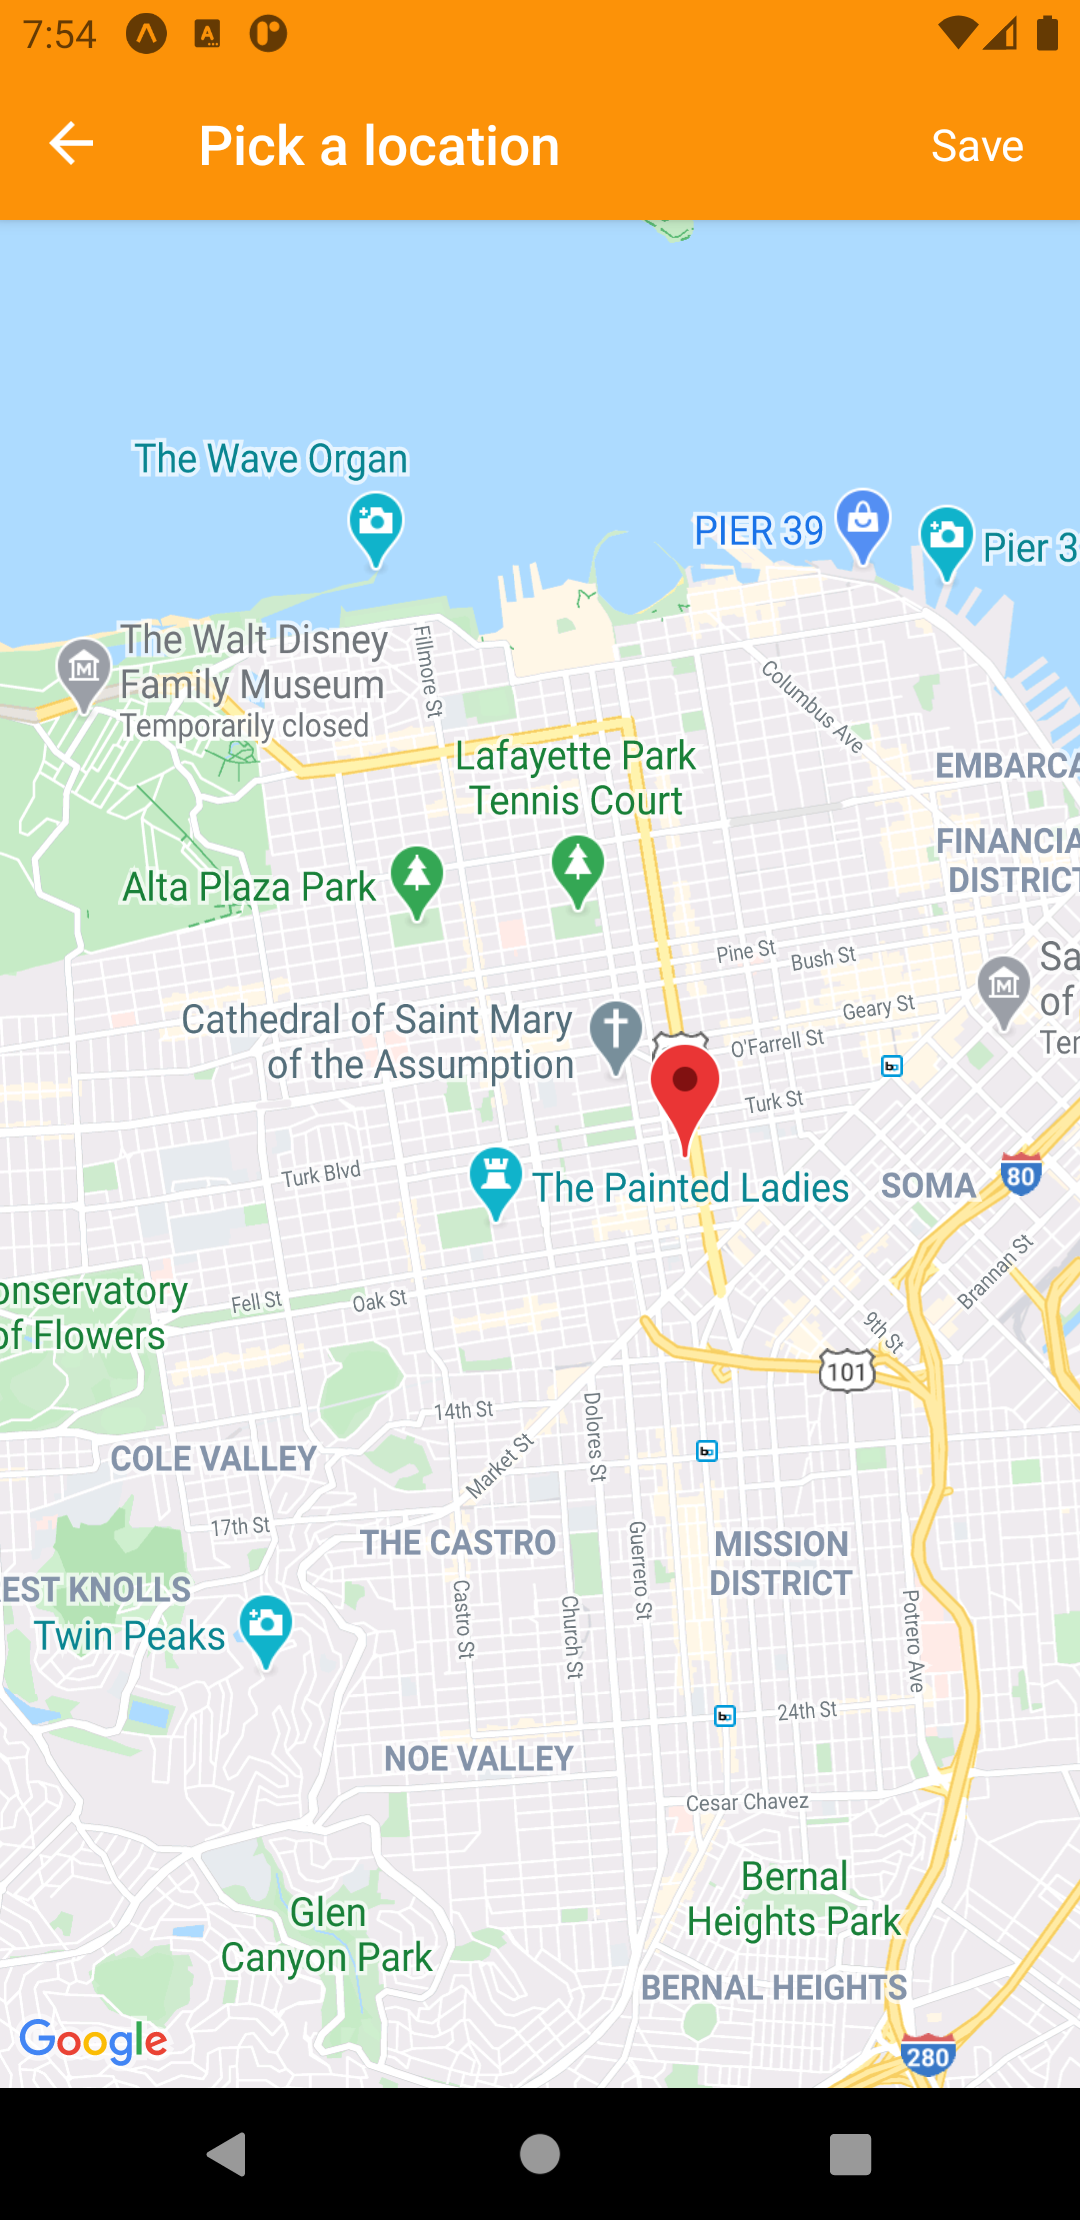 7:54
Pick a location
Save
The Wave Organ
PIER 39
Pier 3
The Walt Disney
Family Museum
Temporarily closed
Fillmore St
Columbus Ave
Lafayette Park
Tennis Court
EMBARCA
FINANCIA
DISTRICT
Alta Plaza Park
Pine St
Bush St
Sa
of
Ter
Geary St
Cathedral of Saint Mary
of the Assumption
O'Farrell St
Turk St
Turk Blvd
The Painted Ladies
SOMA
80
Brannan St
onservatory
of Flowers
Fell St
Oak St
9th St
101
14th St
Dolores St
Market St
COLE VALLEY
17th St
THE CASTRO
Guerrero St
MISSION
DISTRICT
EST KNOLLS
Twin Peaks
Castro St
Church St
Potrero Ave
24th St
NOE VALLEY
Cesar Chavez
Bernal
Heights Park
Glen
Canyon Park
BERNAL HEIGHTS
Google
280